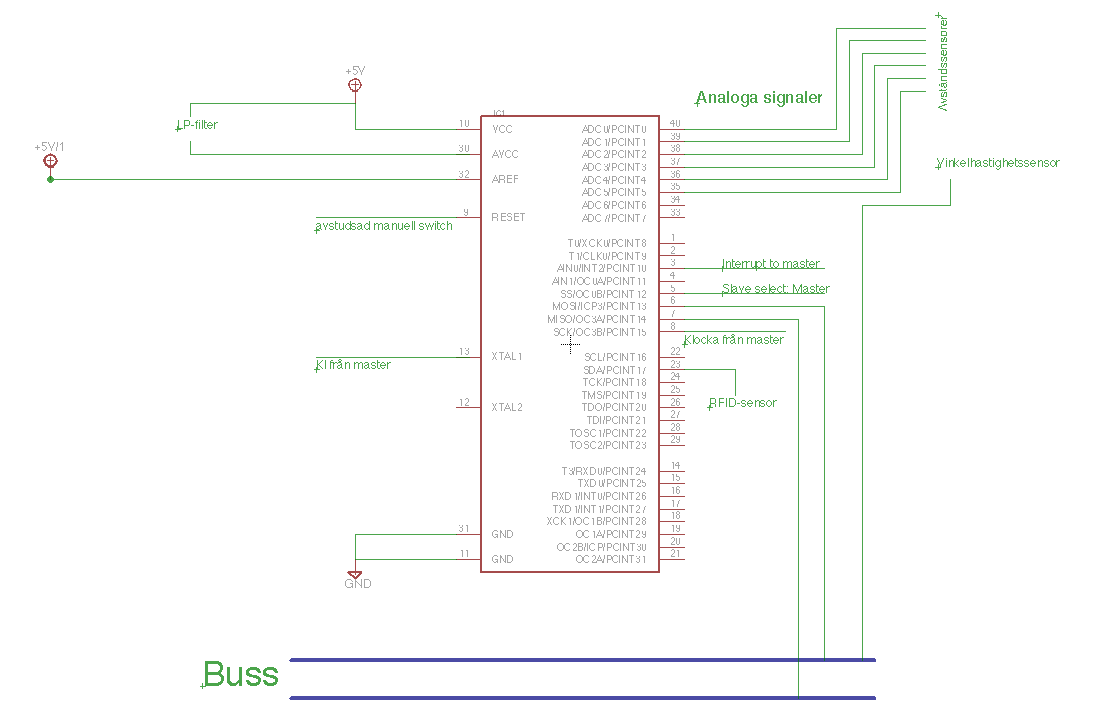 Avståndssensorer
+5V
Analoga signaler
IC1
LP-filter
+5V/1
Vinkelhastighetssensor
10 VCC
30 AVCC
32 AREF
9 RESET
avstudsad manuell switch
13 XTAL1
Kl från master
12 XTAL2
31 GND
11 GND
GND
ADC0/PCINT0 40
ADC1/PCINT1 39
ADC2/PCINT2 38
ADC3/PCINT3 37
ADC4/PCINT4 36
ADC5/PCINT5 35
ADC6/PCINT6 34
ADC7/PCINT7 33
T0/XCK0/PCINT8 1
T1/CLK0/PCINT9 2
AIN0/INT2/PCINT10 3
Interrupt to master
AIN1/OC0A/PCINT11 4
SS/OC0B/PCINT12 5
Slave select: Master
MOSI/ICP3/PCINT13 6
MISO/OC3A/PCINT14 7
SCK/OC3B/PCINT15 8
Klocka från master
SCL/PCINT16 22
SDA/PCINT17 23
TCK/PCINT18 24
TMS/PCINT19 25
TDO/PCINT20 26
RFID-sensor
TDI/PCINT21 27
TOSC1/PCINT22 28
TOSC2/PCINT23 29
T3/RXD0/PCINT24 14
TXD0/PCINT25 15
RXD1/INT0/PCINT26 16
TXD1/INT1/PCINT27 17
XCK1/OC1B/PCINT28 18
OC1A/PCINT29 19
OC2B/ICP/PCINT30 20
OC2A/PCINT31 21
Buss